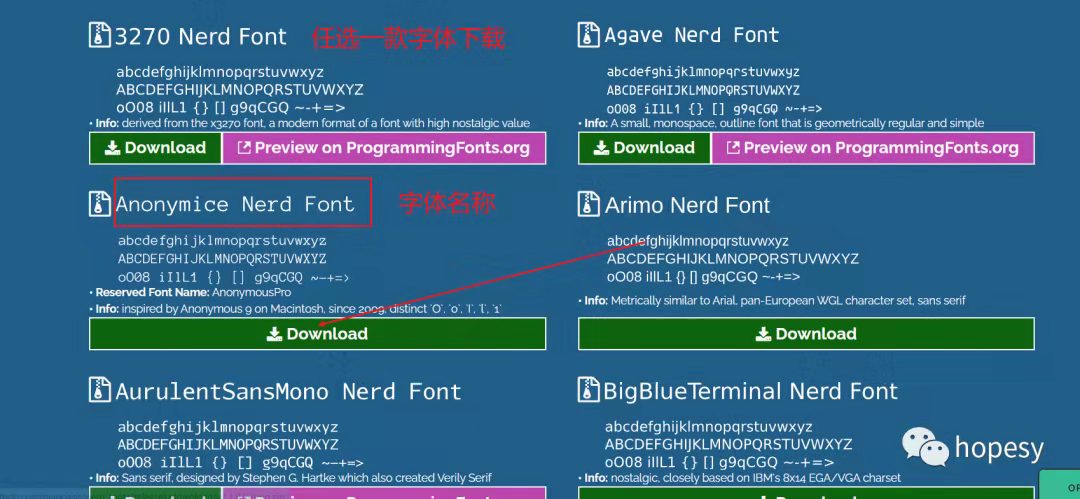 3270 Nerd Font
任选一款字体下载
abcdefghijklmnopqrstuvwxyz
ABCDEFGHIJKLMNOPQRSTUVWXYZ
oO08 iIlL1 {} [] g9qCGQ ~-+=>
• Info: derived from the x3270 font, a modern format of a font with high nostalgic value
Download
Preview on ProgrammingFonts.org
Agave Nerd Font
abcdefghijklmnopqrstuvwxyz
ABCDEFGHIJKLMNOPQRSTUVWXYZ
oO08 iIlL1 {} [] g9qCGQ ~-+=>
• Info: A small, monospace, outline font that is geometrically regular and simple
Download
Preview on ProgrammingFonts.org
Anonymice Nerd Font
字体名称
abcdefghijklmnopqrstuvwxyz
ABCDEFGHIJKLMNOPQRSTUVWXYZ
oO08 iIlL1 {} [] g9qCGQ ~-+=>
• Reserved Font Name: AnonymousPro
• Info: inspired by Anonymous 9 on Macintosh, since 2009, distinct 'O', '0', 'I', 'l', '1'
Download
Arimo Nerd Font
abcdefghijklmnopqrstuvwxyz
ABCDEFGHIJKLMNOPQRSTUVWXYZ
oO08 iIlL1 {} [] g9qCGQ ~-+=>
• Info: Metrically similar to Arial, pan-European WGL character set, sans serif
Download
AurulentSansMono Nerd Font
abcdefghijklmnopqrstuvwxyz
ABCDEFGHIJKLMNOPQRSTUVWXYZ
oO08 iIlL1 {} [] g9qCGQ ~-+=>
• Info: Sans serif, designed by Stephen G. Hartke which also created Verily Serif
BigBlueTerminal Nerd Font
abcdefghijklmnopqrstuvwxyz
ABCDEFGHIJKLMNOPQRSTUVWXYZ
oO08 iIlL1 {} [] g9qCGQ ~-+=>
• Info: nostalgic, closely based on IBM's 8x14 EGA/VGA charset
hopesy